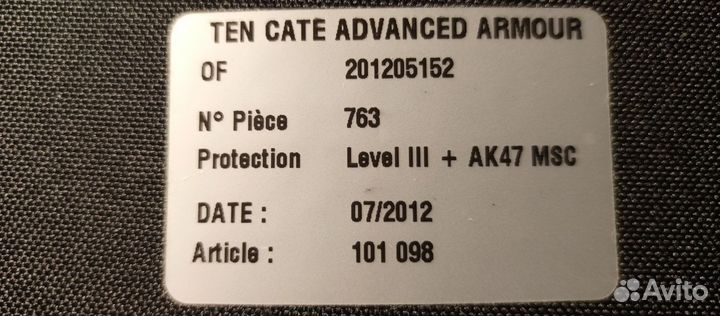 TEN CATE ADVANCED ARMOUR
OF 201205152
N° Pièce 763
Protection Level III + AK47 MSC
DATE : 07/2012
Article : 101 098
Avito